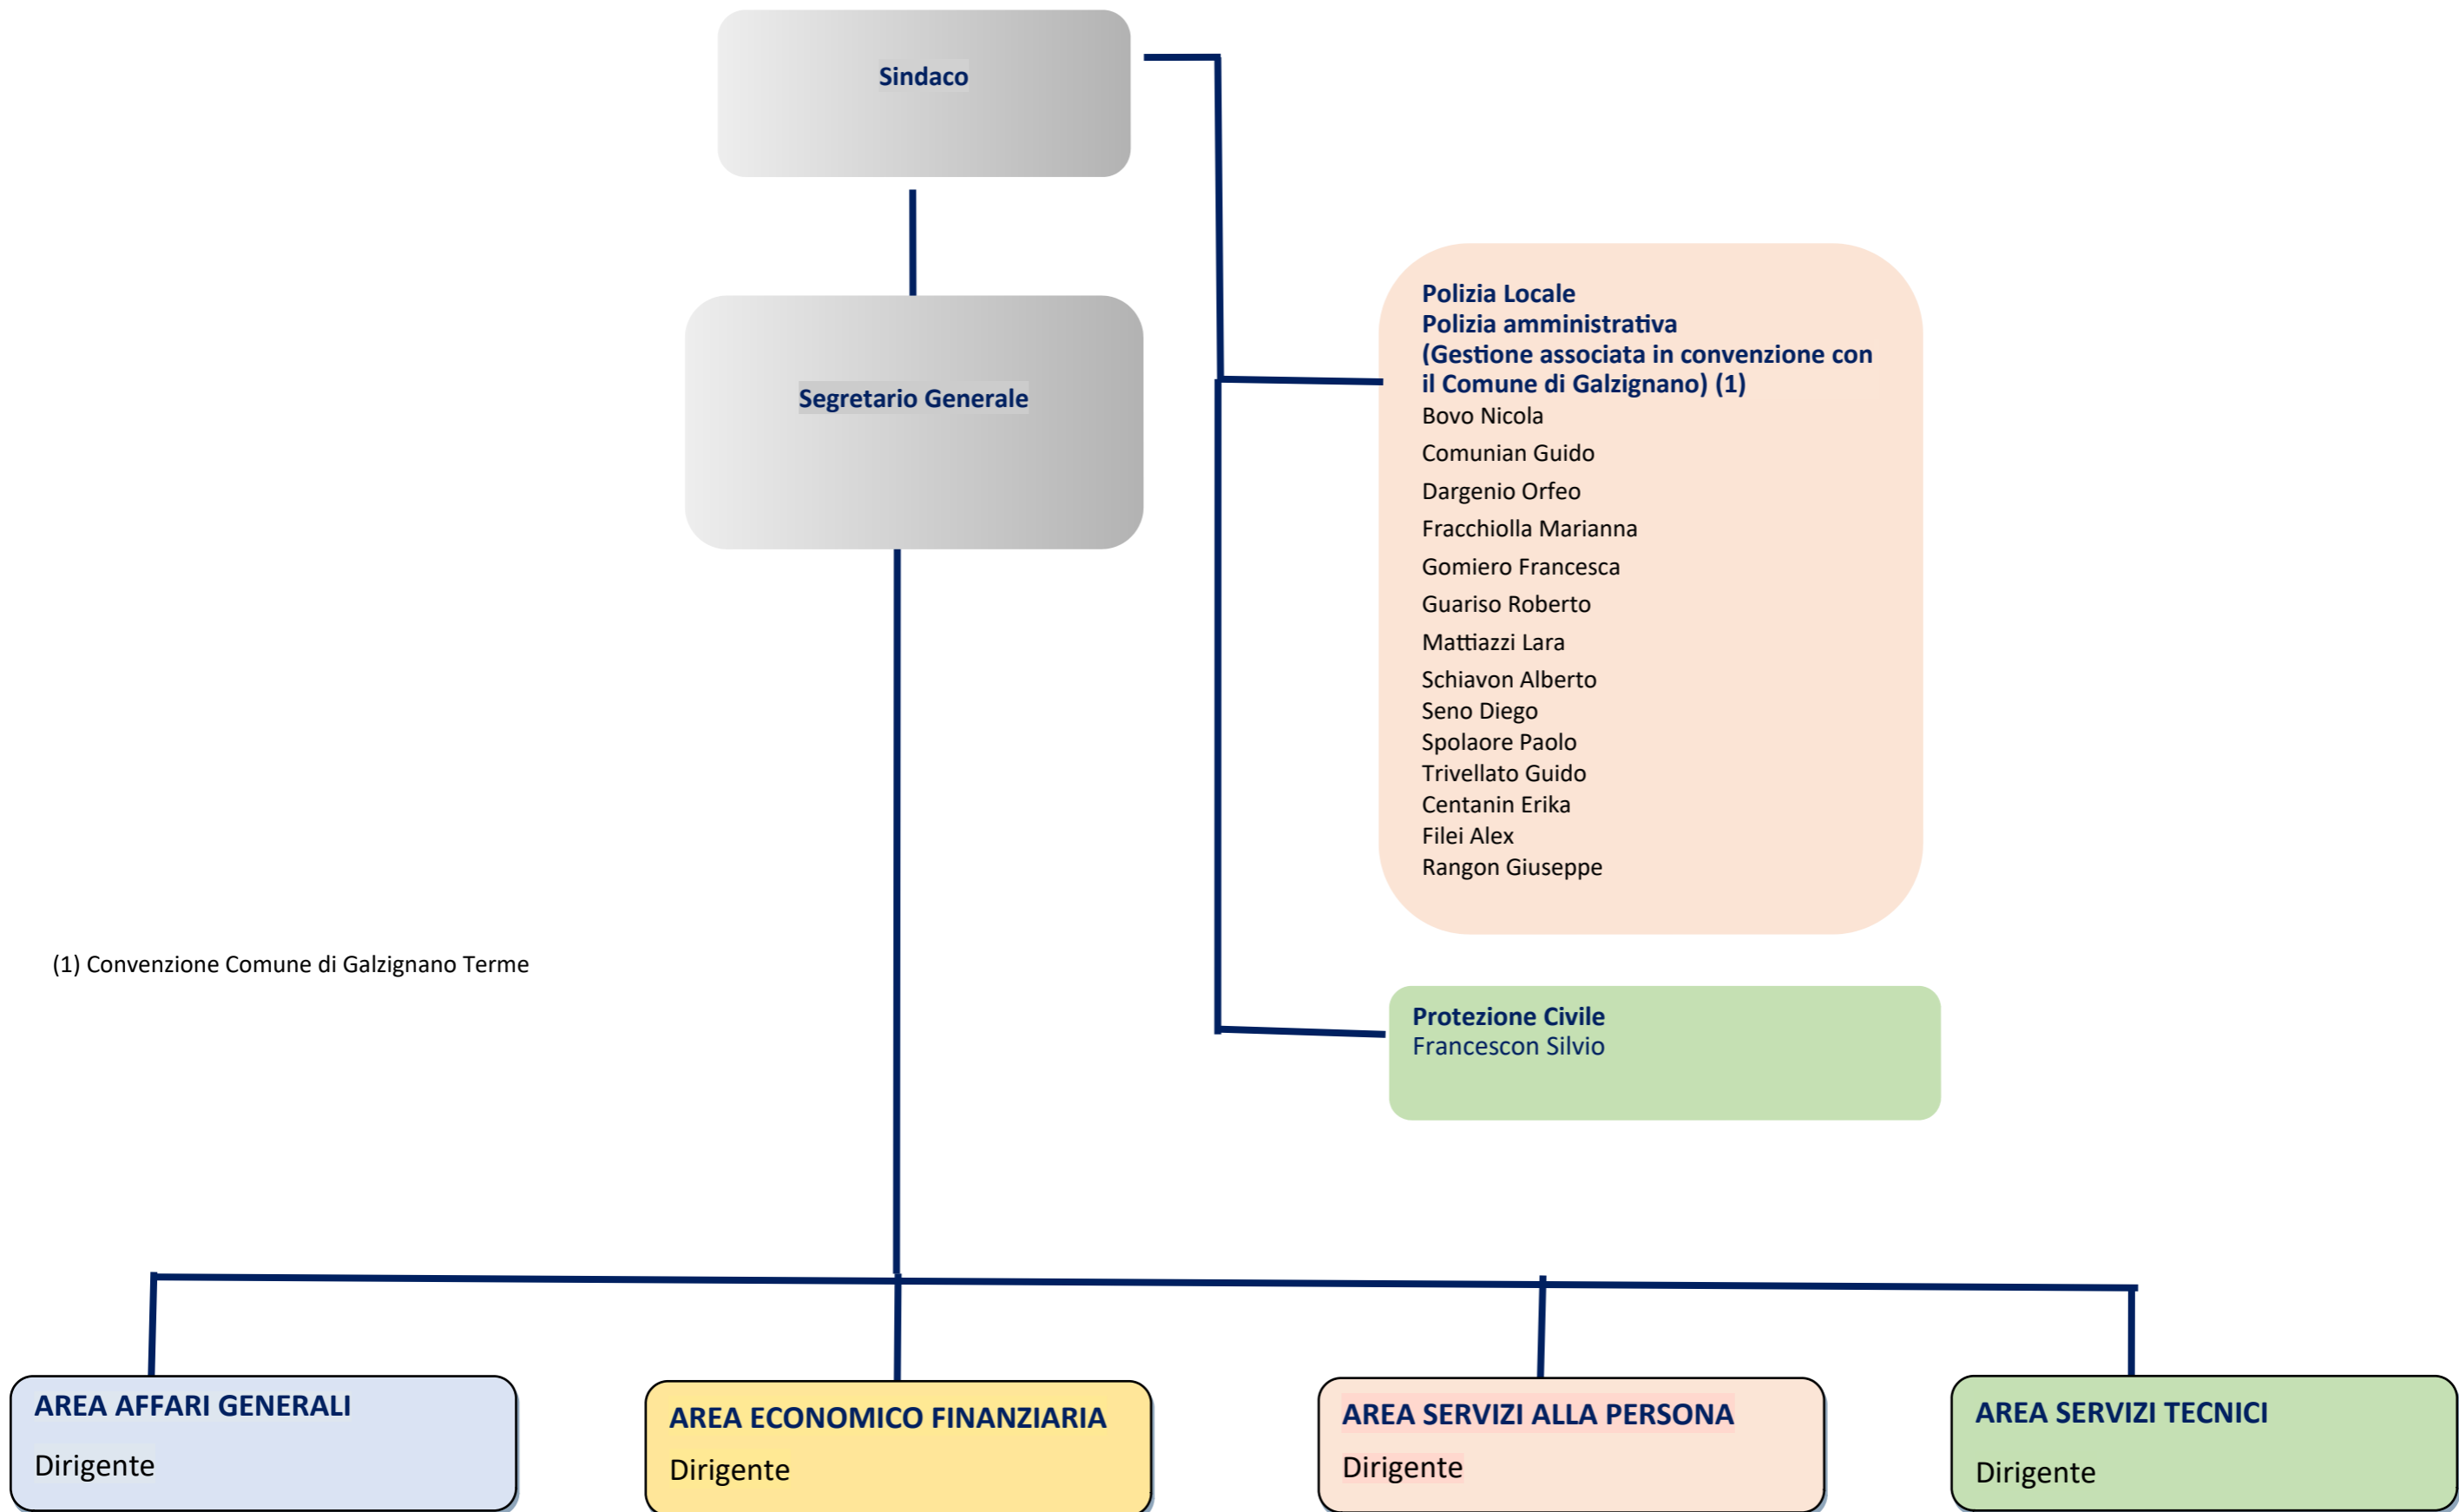 Sindaco
Segretario Generale
Polizia Locale
Polizia amministrativa
(Gestione associata in convenzione con
il Comune di Galzignano) (1)
Bovo Nicola
Comunian Guido
Dargenio Orfeo
Fracchiolla Marianna
Gomiero Francesca
Guariso Roberto
Mattiazzi Lara
Schiavon Alberto
Seno Diego
Spolaore Paolo
Trivellato Guido
Centanin Erika
Filei Alex
Rangon Giuseppe
(1) Convenzione Comune di Galzignano Terme
Protezione Civile
Francescon Silvio
AREA AFFARI GENERALI
Dirigente
AREA ECONOMICO FINANZIARIA
Dirigente
AREA SERVIZI ALLA PERSONA
Dirigente
AREA SERVIZI TECNICI
Dirigente